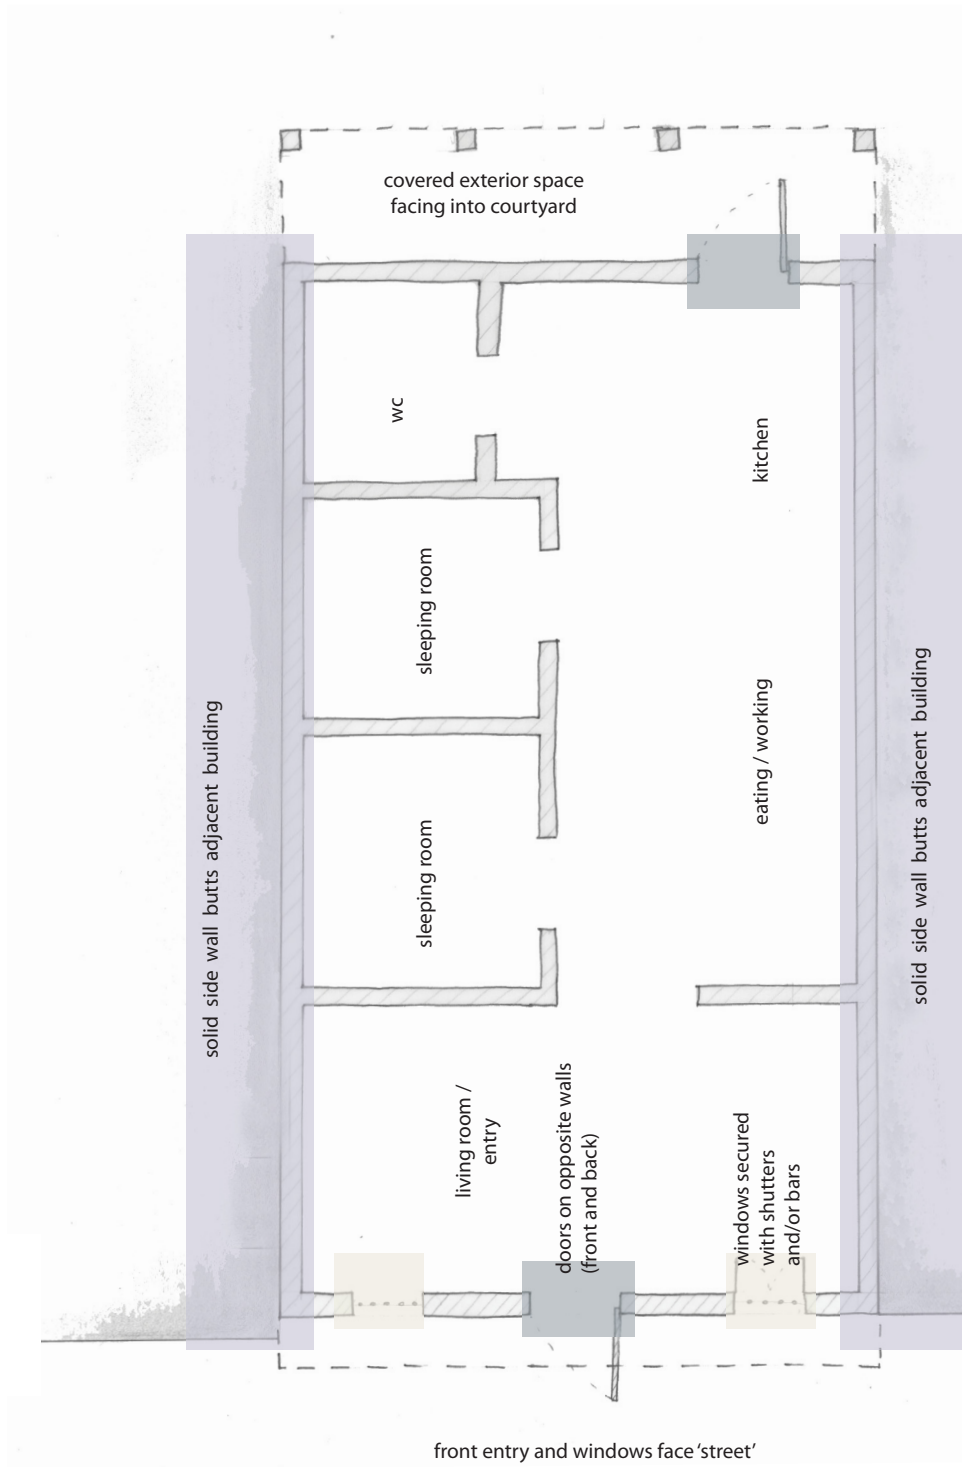 covered exterior space
facing into courtyard
wc
kitchen
sleeping room
eating / working
sleeping room
solid side wall butts adjacent building
solid side wall butts adjacent building
living room /
entry
doors on opposite walls
(front and back)
windows secured
with shutters
and/or bars
front entry and windows face ‘street’